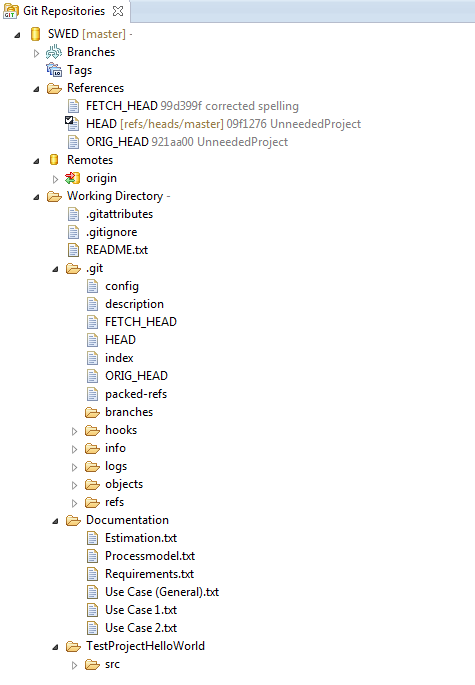 Git Repositories
SWED [master] -
Branches
Tags
References
FETCH_HEAD 99d399f corrected spelling
HEAD [refs/heads/master] 09f1276 UnneededProject
ORIG_HEAD 921aa00 UnneededProject
Remotes
origin
Working Directory -
.gitattributes
.gitignore
README.txt
.git
config
description
FETCH_HEAD
HEAD
index
ORIG_HEAD
packed-refs
branches
hooks
info
logs
objects
refs
Documentation
Estimation.txt
Processmodel.txt
Requirements.txt
Use Case (General).txt
Use Case 1.txt
Use Case 2.txt
TestProjectHelloWorld
src